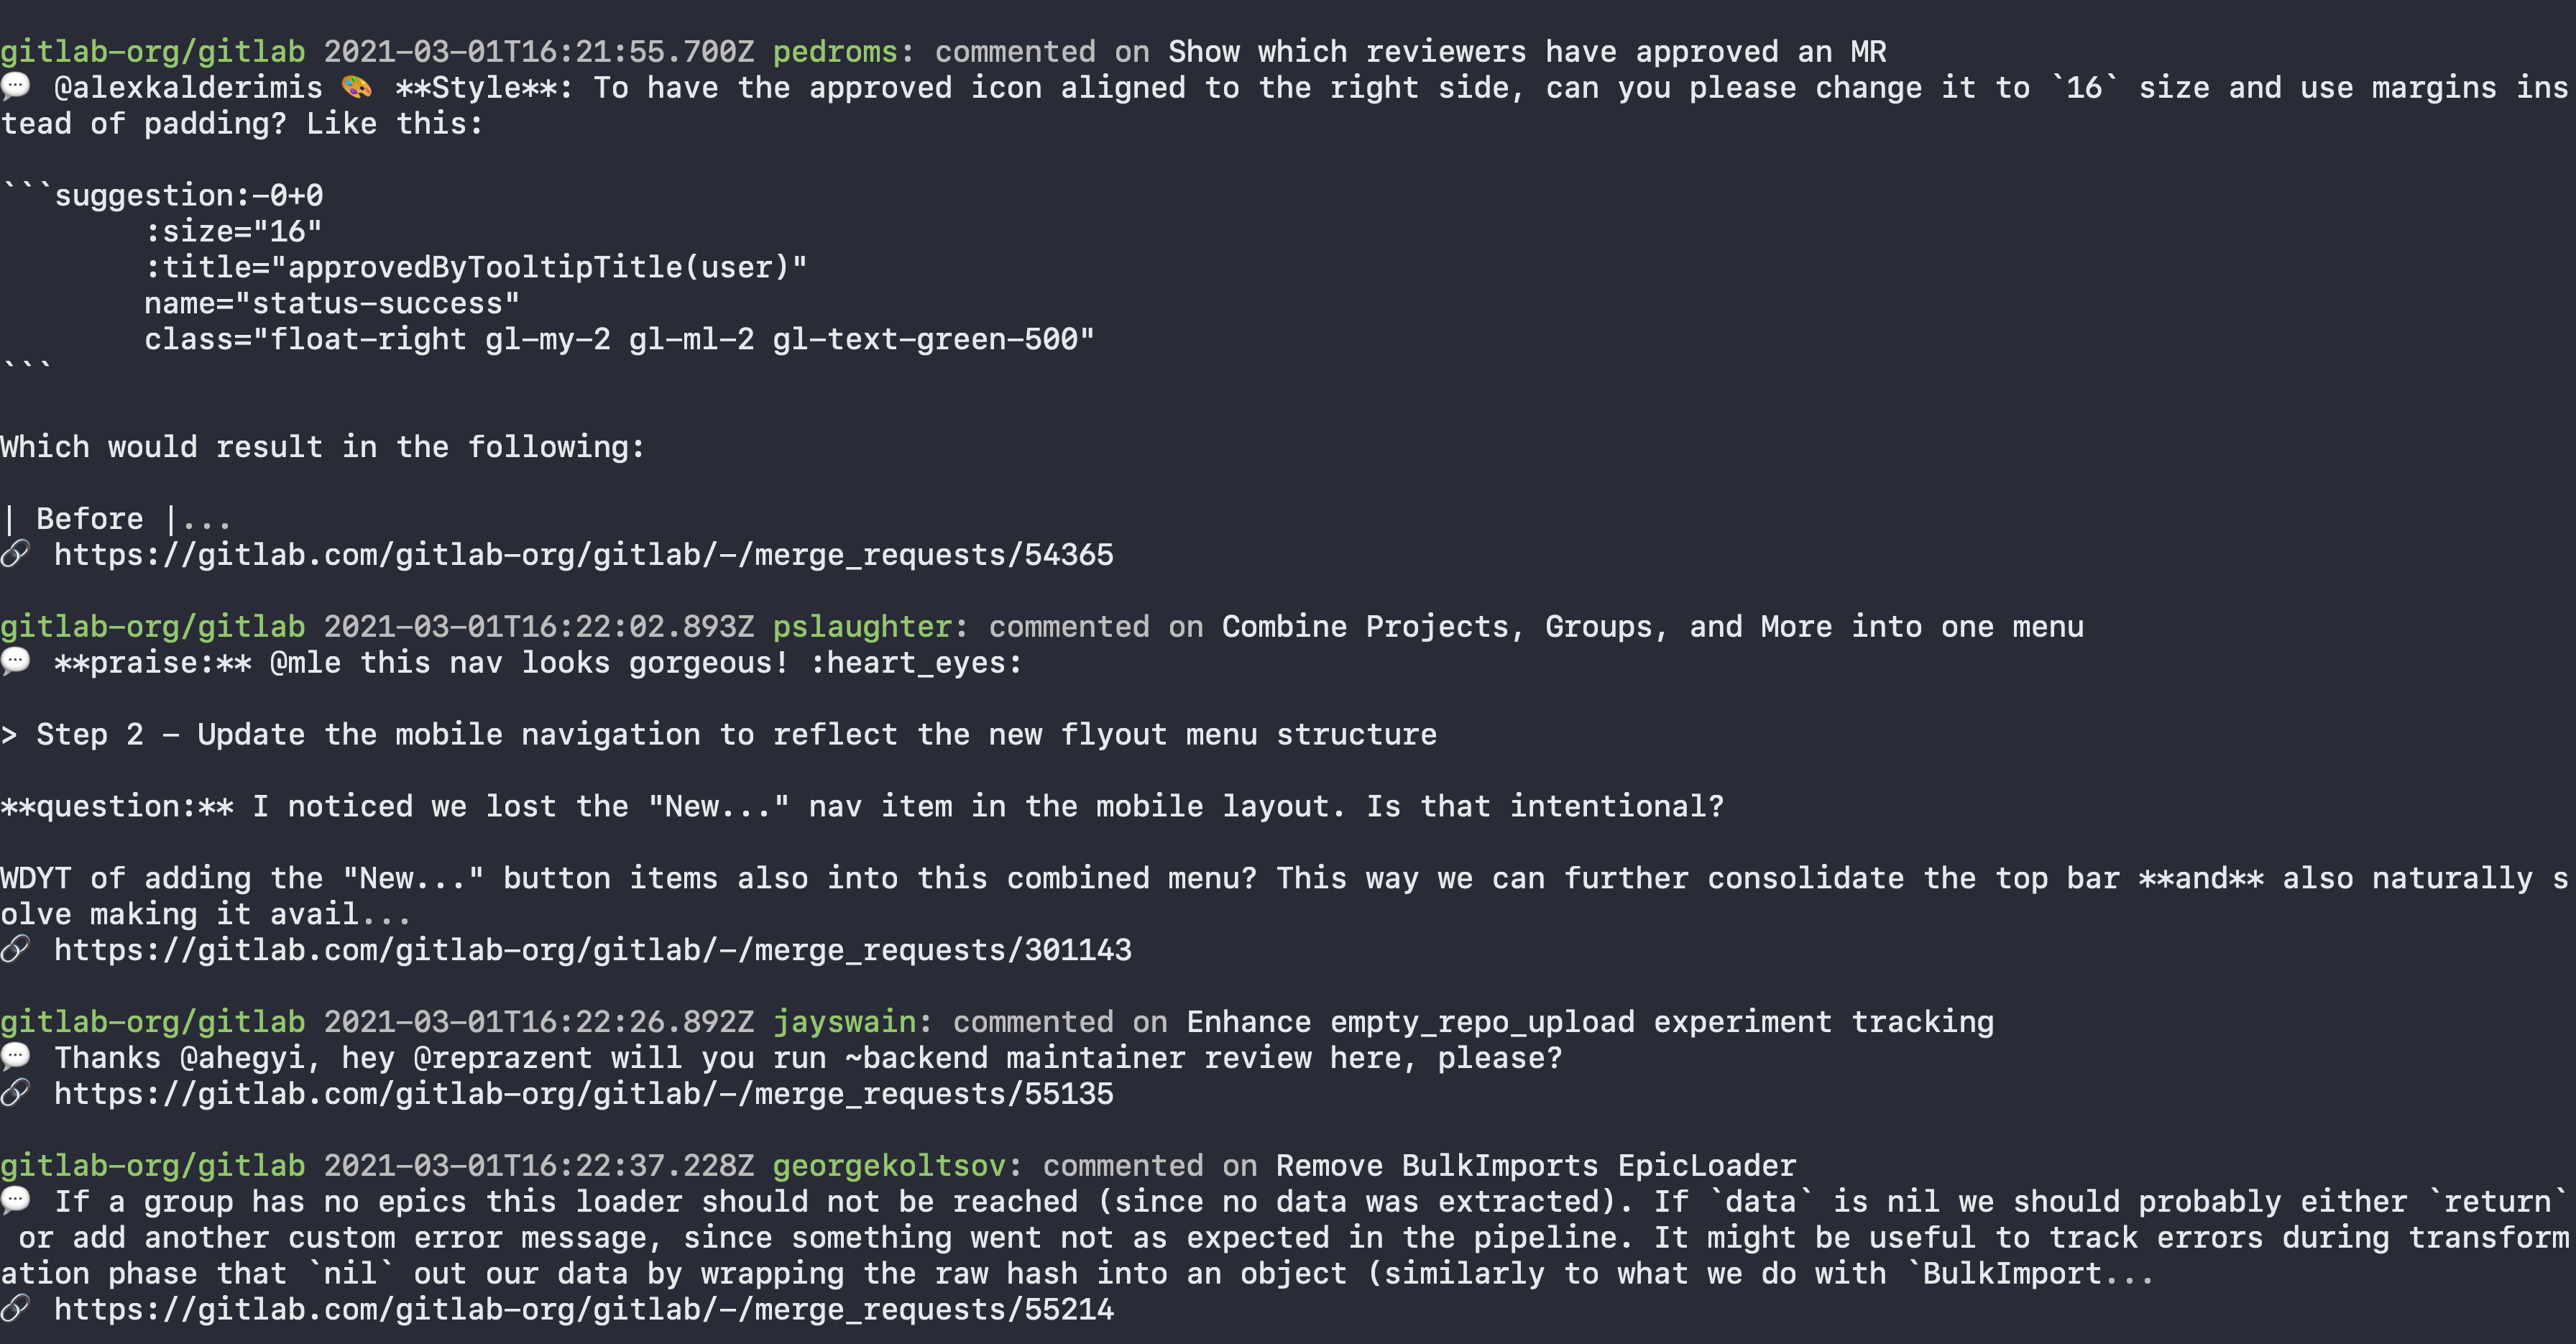 gitlab-org/gitlab 2021-03-01T16:21:55.700Z pedroms: commented on Show which reviewers have approved an MR
💬 @alexkalderimis 🎨 **Style**: To have the approved icon aligned to the right side, can you please change it to `16` size and use margins ins
tead of padding? Like this:

```suggestion:-0+0
        :size="16"
        :title="approvedByTooltipTitle(user)"
        name="status-success"
        class="float-right gl-my-2 gl-ml-2 gl-text-green-500"
```

Which would result in the following:

| Before |...
🔗 https://gitlab.com/gitlab-org/gitlab/-/merge_requests/54365

gitlab-org/gitlab 2021-03-01T16:22:02.893Z pslaughter: commented on Combine Projects, Groups, and More into one menu
💬 **praise:** @mle this nav looks gorgeous! :heart_eyes:

> Step 2 - Update the mobile navigation to reflect the new flyout menu structure

**question:** I noticed we lost the "New..." nav item in the mobile layout. Is that intentional?

WDYT of adding the "New..." button items also into this combined menu? This way we can further consolidate the top bar **and** also naturally s
olve making it avail...
🔗 https://gitlab.com/gitlab-org/gitlab/-/merge_requests/301143

gitlab-org/gitlab 2021-03-01T16:22:26.892Z jayswain: commented on Enhance empty_repo_upload experiment tracking
💬 Thanks @ahegyi, hey @reprazent will you run ~backend maintainer review here, please?
🔗 https://gitlab.com/gitlab-org/gitlab/-/merge_requests/55135

gitlab-org/gitlab 2021-03-01T16:22:37.228Z georgekoltsov: commented on Remove BulkImports EpicLoader
💬 If a group has no epics this loader should not be reached (since no data was extracted). If `data` is nil we should probably either `return`
 or add another custom error message, since something went not as expected in the pipeline. It might be useful to track errors during transform
ation phase that `nil` out our data by wrapping the raw hash into an object (similarly to what we do with `BulkImport...
🔗 https://gitlab.com/gitlab-org/gitlab/-/merge_requests/55214